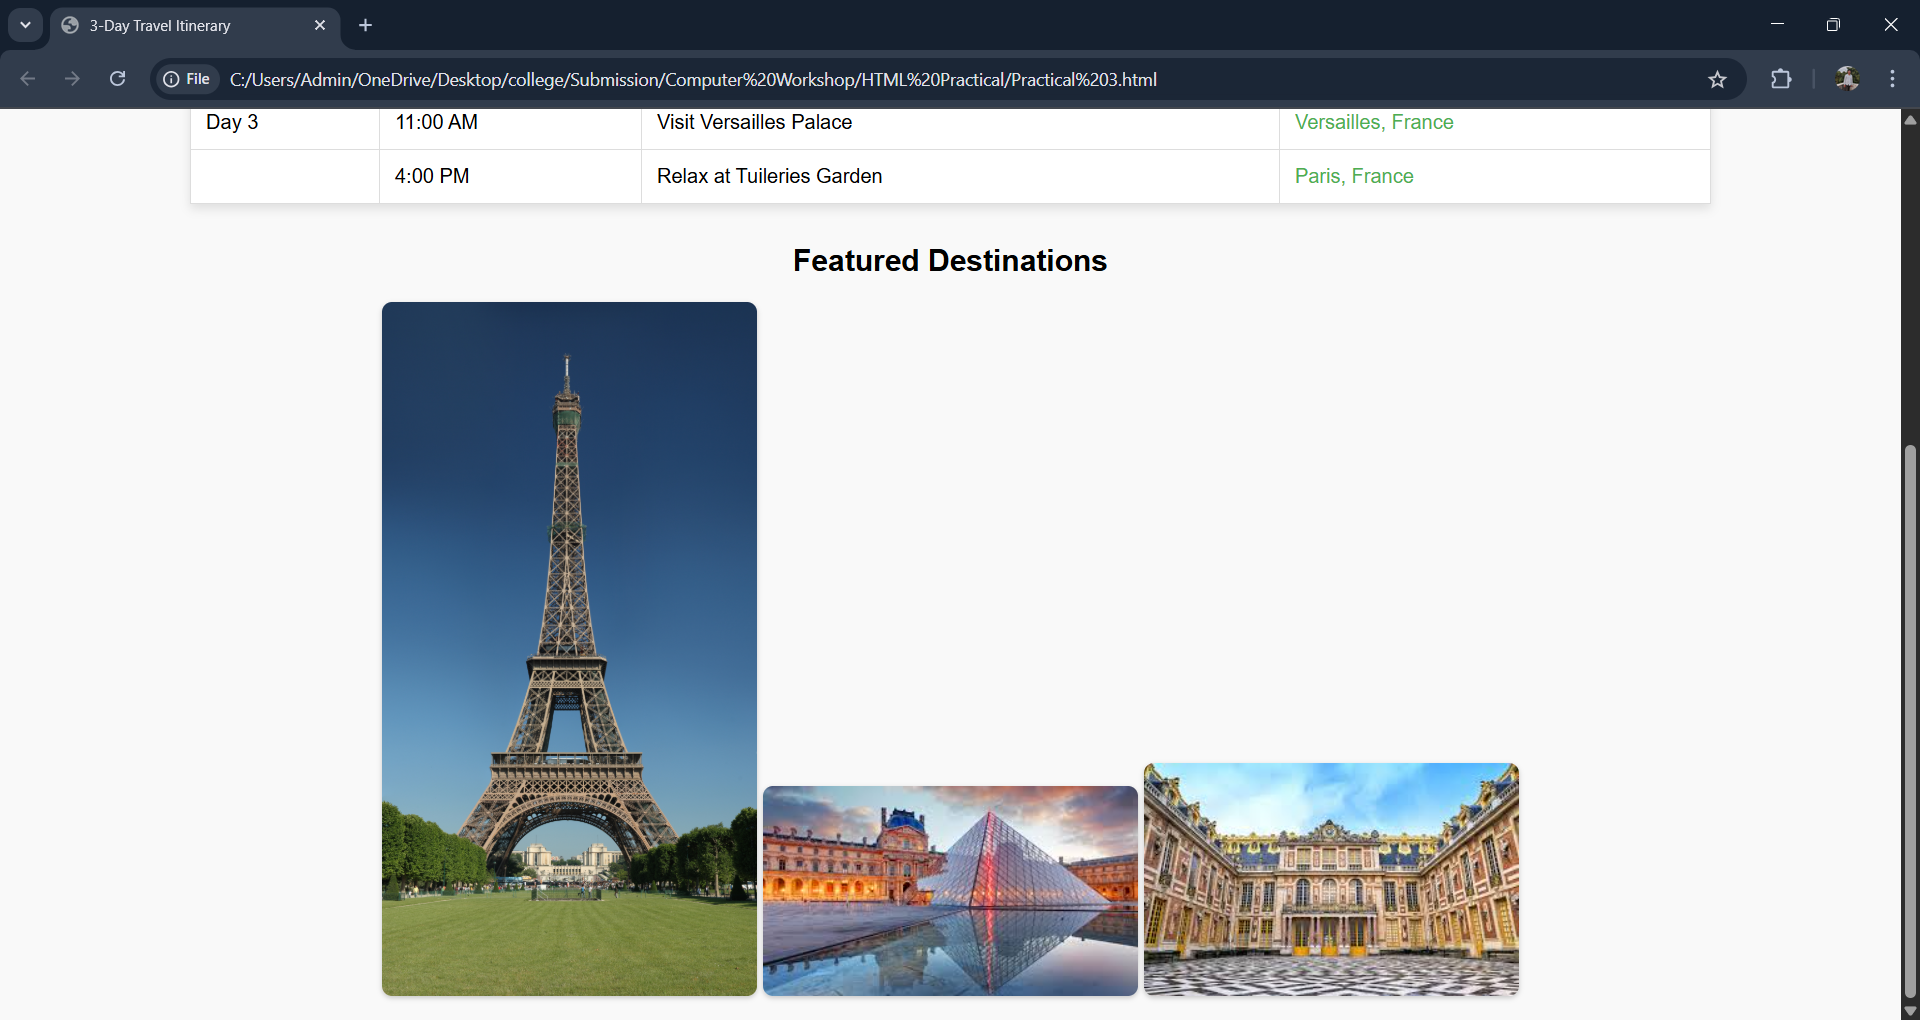 3-Day Travel Itinerary
File C:/Users/Admin/OneDrive/Desktop/college/Submission/Computer%20Workshop/HTML%20Practical/Practical%203.html
Day 3 11:00 AM Visit Versailles Palace Versailles, France
4:00 PM Relax at Tuileries Garden Paris, France
Featured Destinations